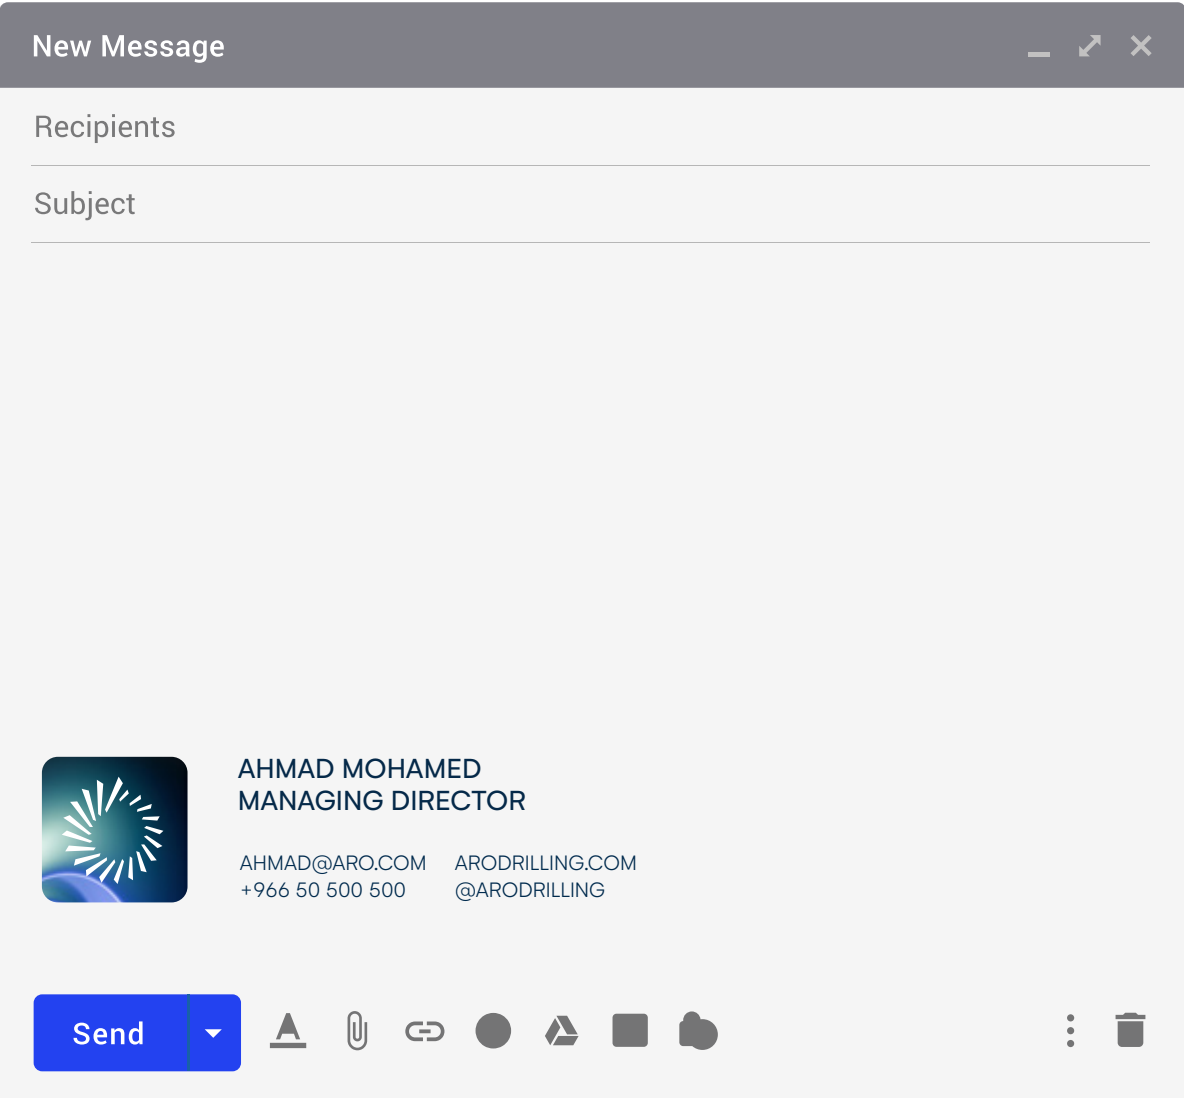 New Message
Recipients
Subject
AHMAD MOHAMED
MANAGING DIRECTOR
AHMAD@ARO.COM ARODRILLING.COM
+966 50 500 500 @ARODRILLING
Send